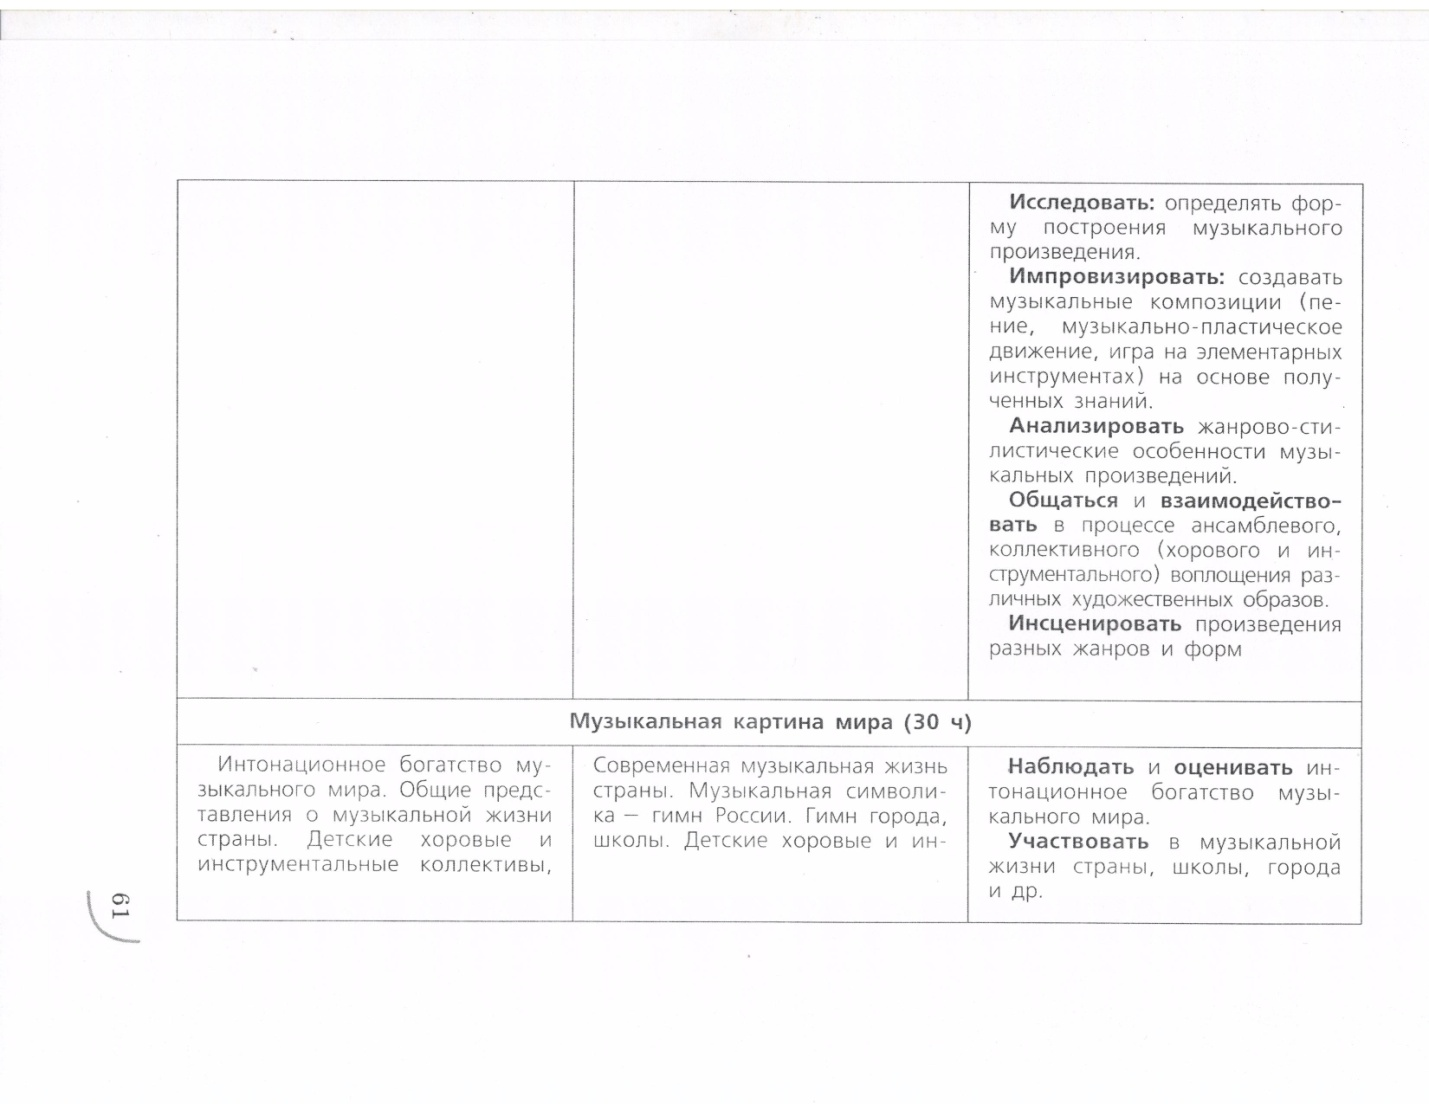 Исследовать: определять фор-
му построения музыкального
произведения.
Импровизировать: создавать
музыкальные композиции (пе-
ние, музыкально-пластическое
движение, игра на элементарных
инструментах) на основе полу-
ченных знаний.
Анализировать жанрово-сти-
листические особенности музы-
кальных произведений.
Общаться и взаимодейство-
вать в процессе ансамблевого,
коллективного (хорового и ин-
струментального) воплощения раз-
личных художественных образов.
Инсценировать произведения
разных жанров и форм
Музыкальная картина мира (30 ч)
Интонационное богатство му-
зыкального мира. Общие предс-
тавления о музыкальной жизни
страны. Детские хоровые и
инструментальные коллективы,
Современная музыкальная жизнь
страны. Музыкальная символи-
ка — гимн России. Гимн города,
школы. Детские хоровые и ин-
Наблюдать и оценивать ин-
тонационное богатство музы-
кального мира.
Участвовать в музыкальной
жизни страны, школы, города
и др.
61